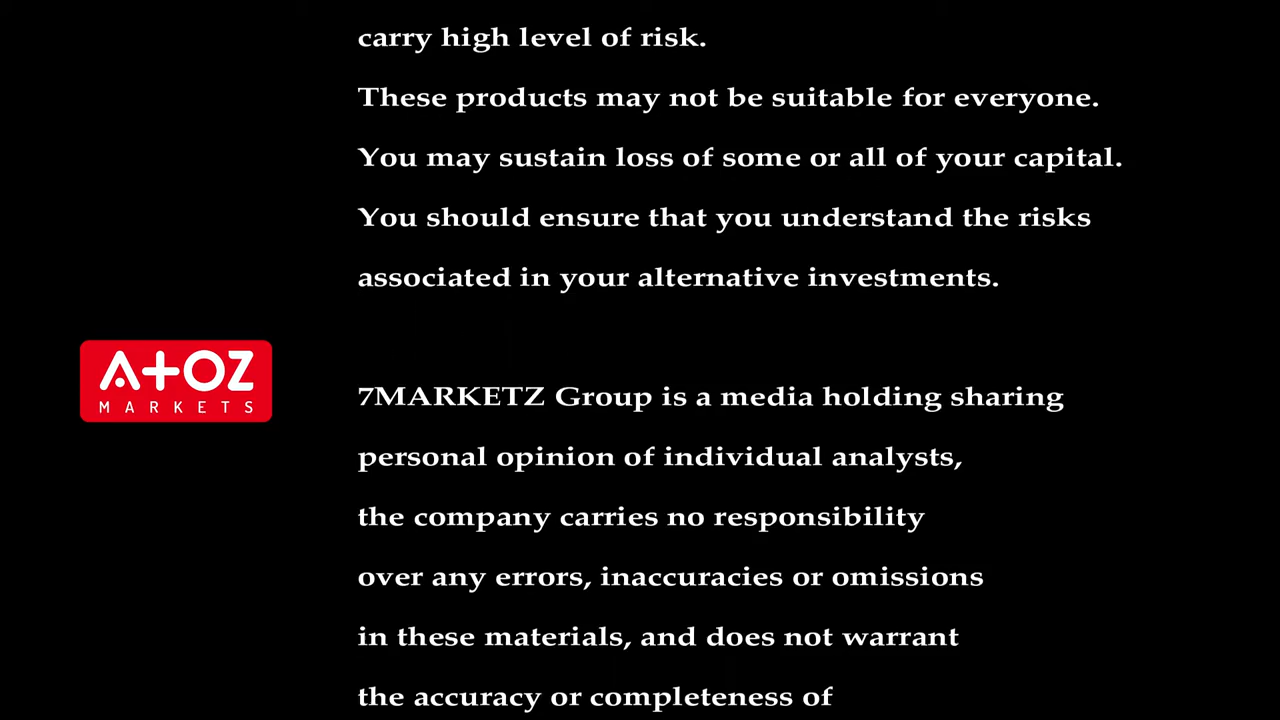 carry high level of risk.
These products may not be suitable for everyone.
You may sustain loss of some or all of your capital.
You should ensure that you understand the risks
associated in your alternative investments.
A+OZ
MARKETS
7MARKETZ Group is a media holding sharing
personal opinion of individual analysts,
the company carries no responsibility
over any errors, inaccuracies or omissions
in these materials, and does not warrant
the accuracy or completeness of